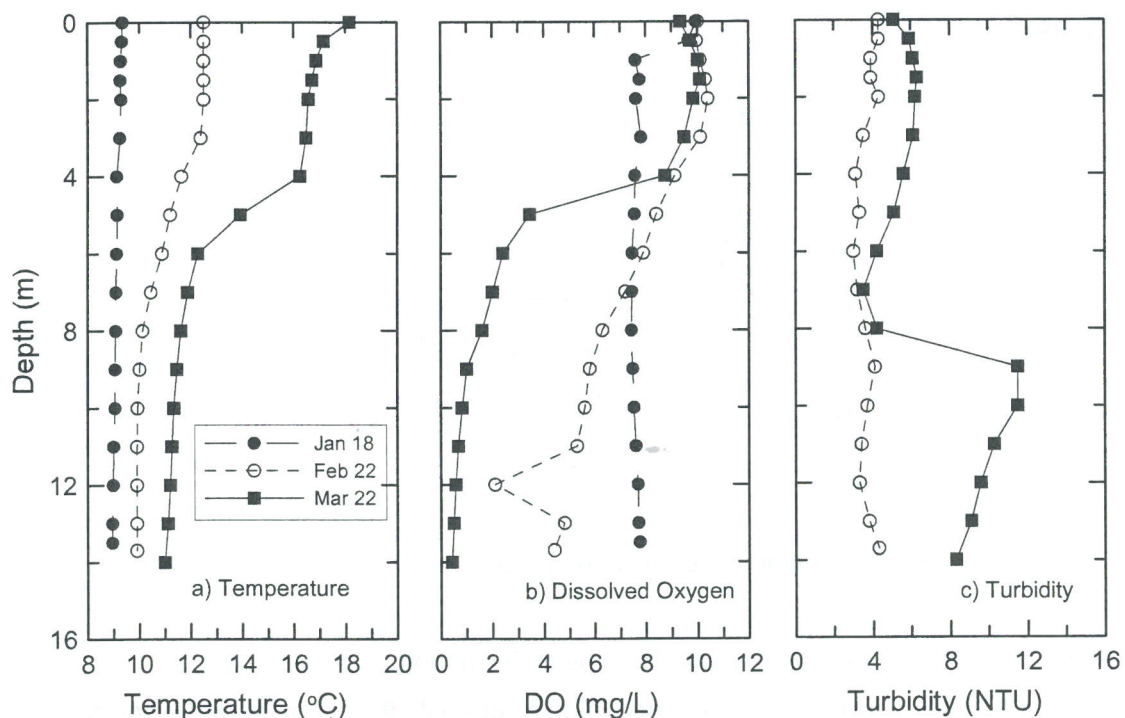 0
4
8
12
16
Depth (m)
Jan 18
Feb 22
Mar 22
a) Temperature
8 10 12 14 16 18 20
Temperature (°C)
b) Dissolved Oxygen
0 2 4 6 8 10 12
DO (mg/L)
c) Turbidity
0 4 8 12 16
Turbidity (NTU)